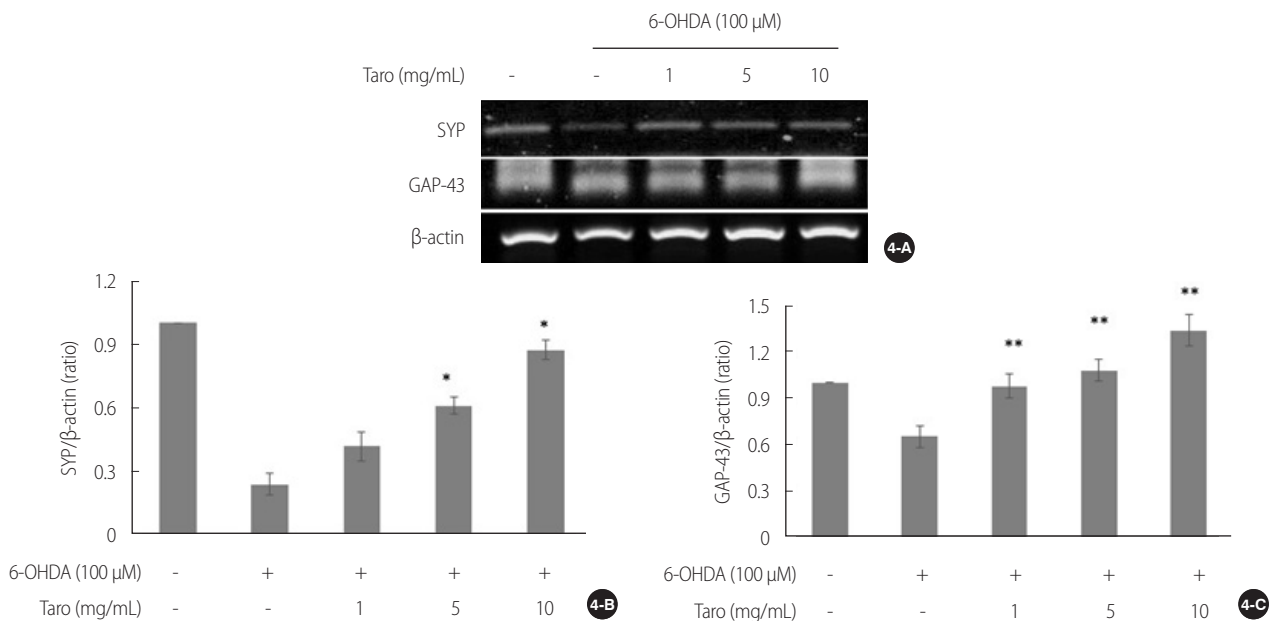 6-OHDA (100 μM)
Taro (mg/mL) - - 1 5 10
SYP
GAP-43
β-actin
4-A
SYP/β-actin (ratio)
1.2
0.9
0.6
0.3
0
* *
6-OHDA (100 μM) - + + + +
Taro (mg/mL) - - 1 5 10
4-B
GAP-43/β-actin (ratio)
1.5
1.2
0.9
0.6
0.3
0
** ** **
6-OHDA (100 μM) - + + + +
Taro (mg/mL) - - 1 5 10
4-C